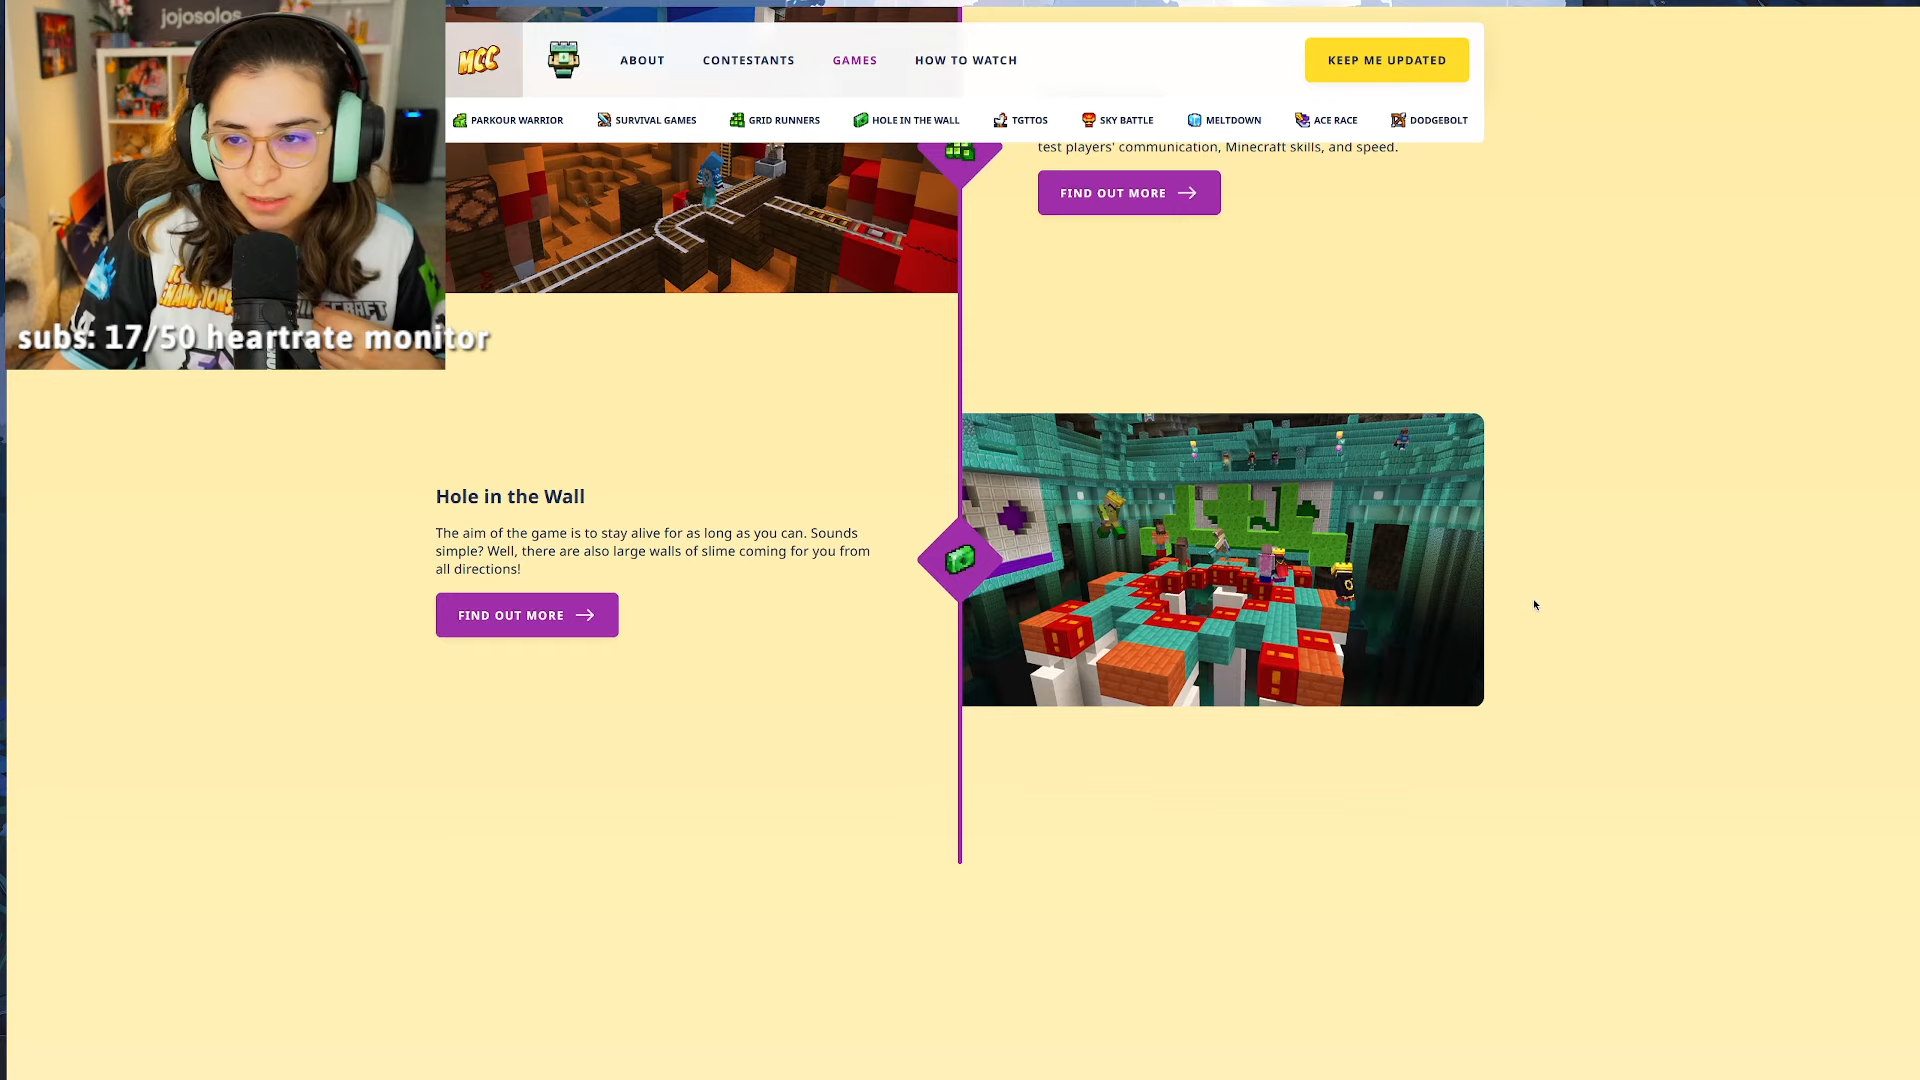 jojosolos
MCC
ABOUT
CONTESTANTS
GAMES
HOW TO WATCH
KEEP ME UPDATED
PARKOUR WARRIOR
SURVIVAL GAMES
GRID RUNNERS
HOLE IN THE WALL
TGTTOS
SKY BATTLE
MELTDOWN
ACE RACE
DODGEBOLT
test players' communication, Minecraft skills, and speed.
FIND OUT MORE
subs: 17/50 heartrate monitor
Hole in the Wall
The aim of the game is to stay alive for as long as you can. Sounds
simple? Well, there are also large walls of slime coming for you from
all directions!
FIND OUT MORE